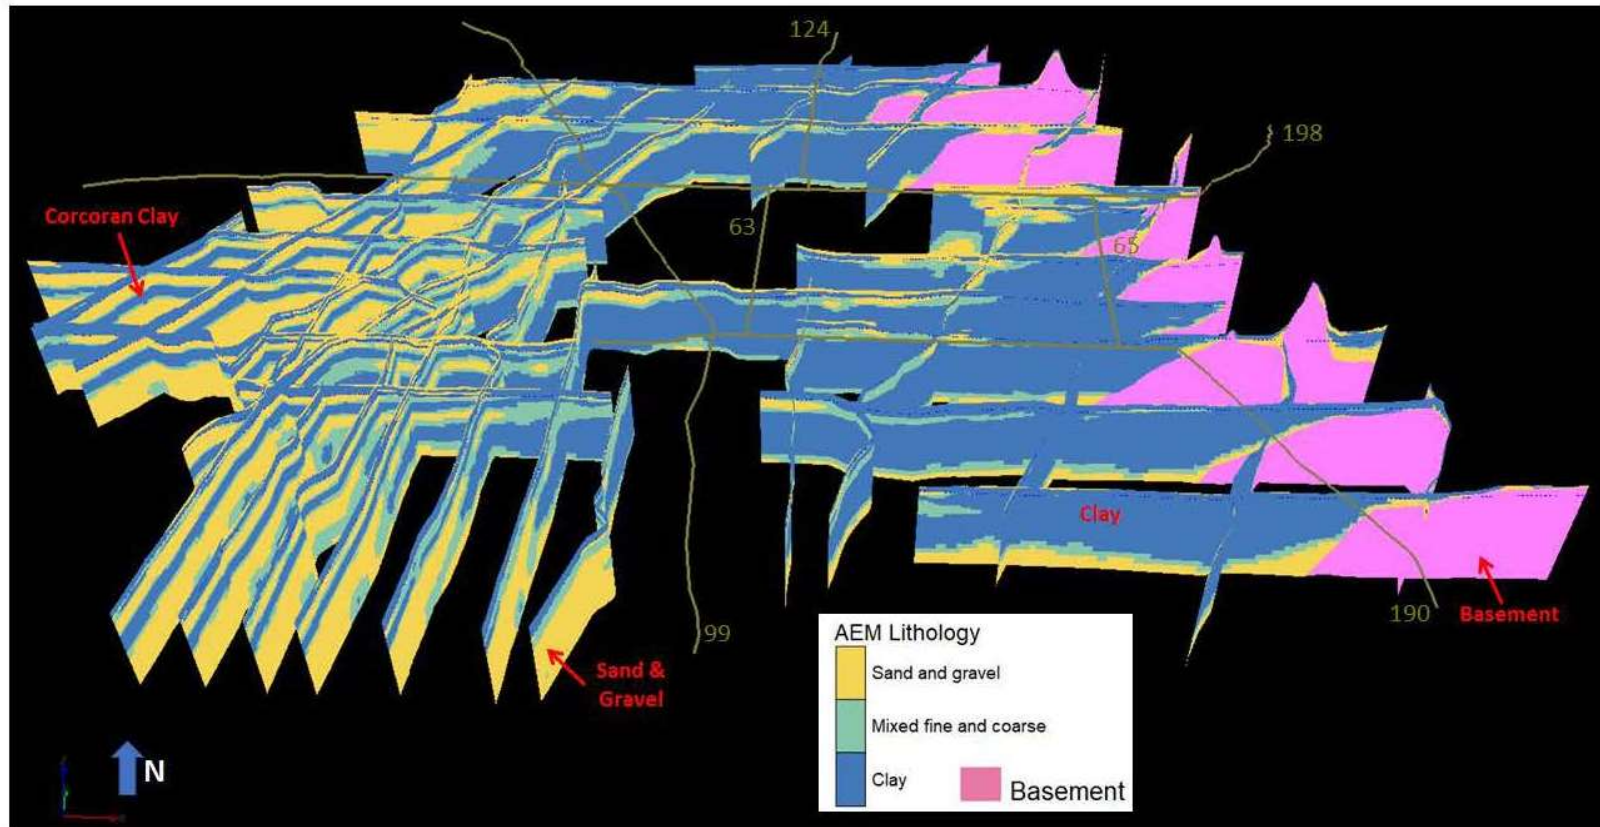 124
198
Corcoran Clay
63
65
Clay
190
Basement
99
Sand &
Gravel
AEM Lithology
Sand and gravel
Mixed fine and coarse
Clay
Basement
N